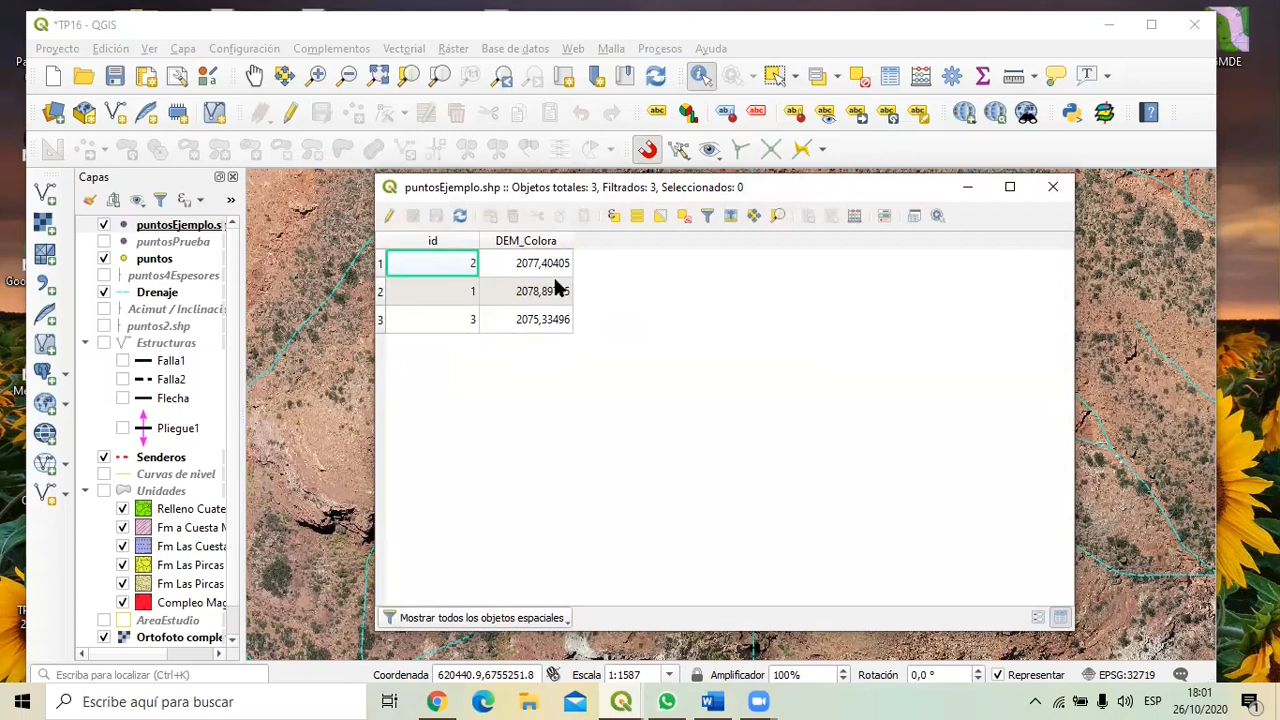 *TP16 - QGIS
Proyecto Edición Ver Capa Configuración Complementos Vectorial Ráster Base de datos Web Malla Procesos Ayuda
Capas
puntosEjemplo.s
puntosPrueba
puntos
puntos4Espesores
Drenaje
Acimut / Inclinaci
puntos2.shp
Estructuras
Falla1
Falla2
Flecha
Pliegue1
Senderos
Curvas de nivel
Unidades
Relleno Cuate
Fm a Cuesta M
Fm Las Cuesta
Fm Las Pircas
Fm Las Pircas
Compleo Mag
AreaEstudio
Ortofoto comple
puntosEjemplo.shp :: Objetos totales: 3, Filtrados: 3, Seleccionados: 0
id DEM_Colora
1 2 2077,40405
2 1
3 3 2075,33496
Mostrar todos los objetos espaciales
Escriba para localizar (Ctrl+K)
Coordenada 620440.9,6755251.8 Escala 1:1587 Amplificador 100% Rotación 0,0 ° Representar EPSG:32719
Escribe aquí para buscar
ESP
18:01
26/10/2020